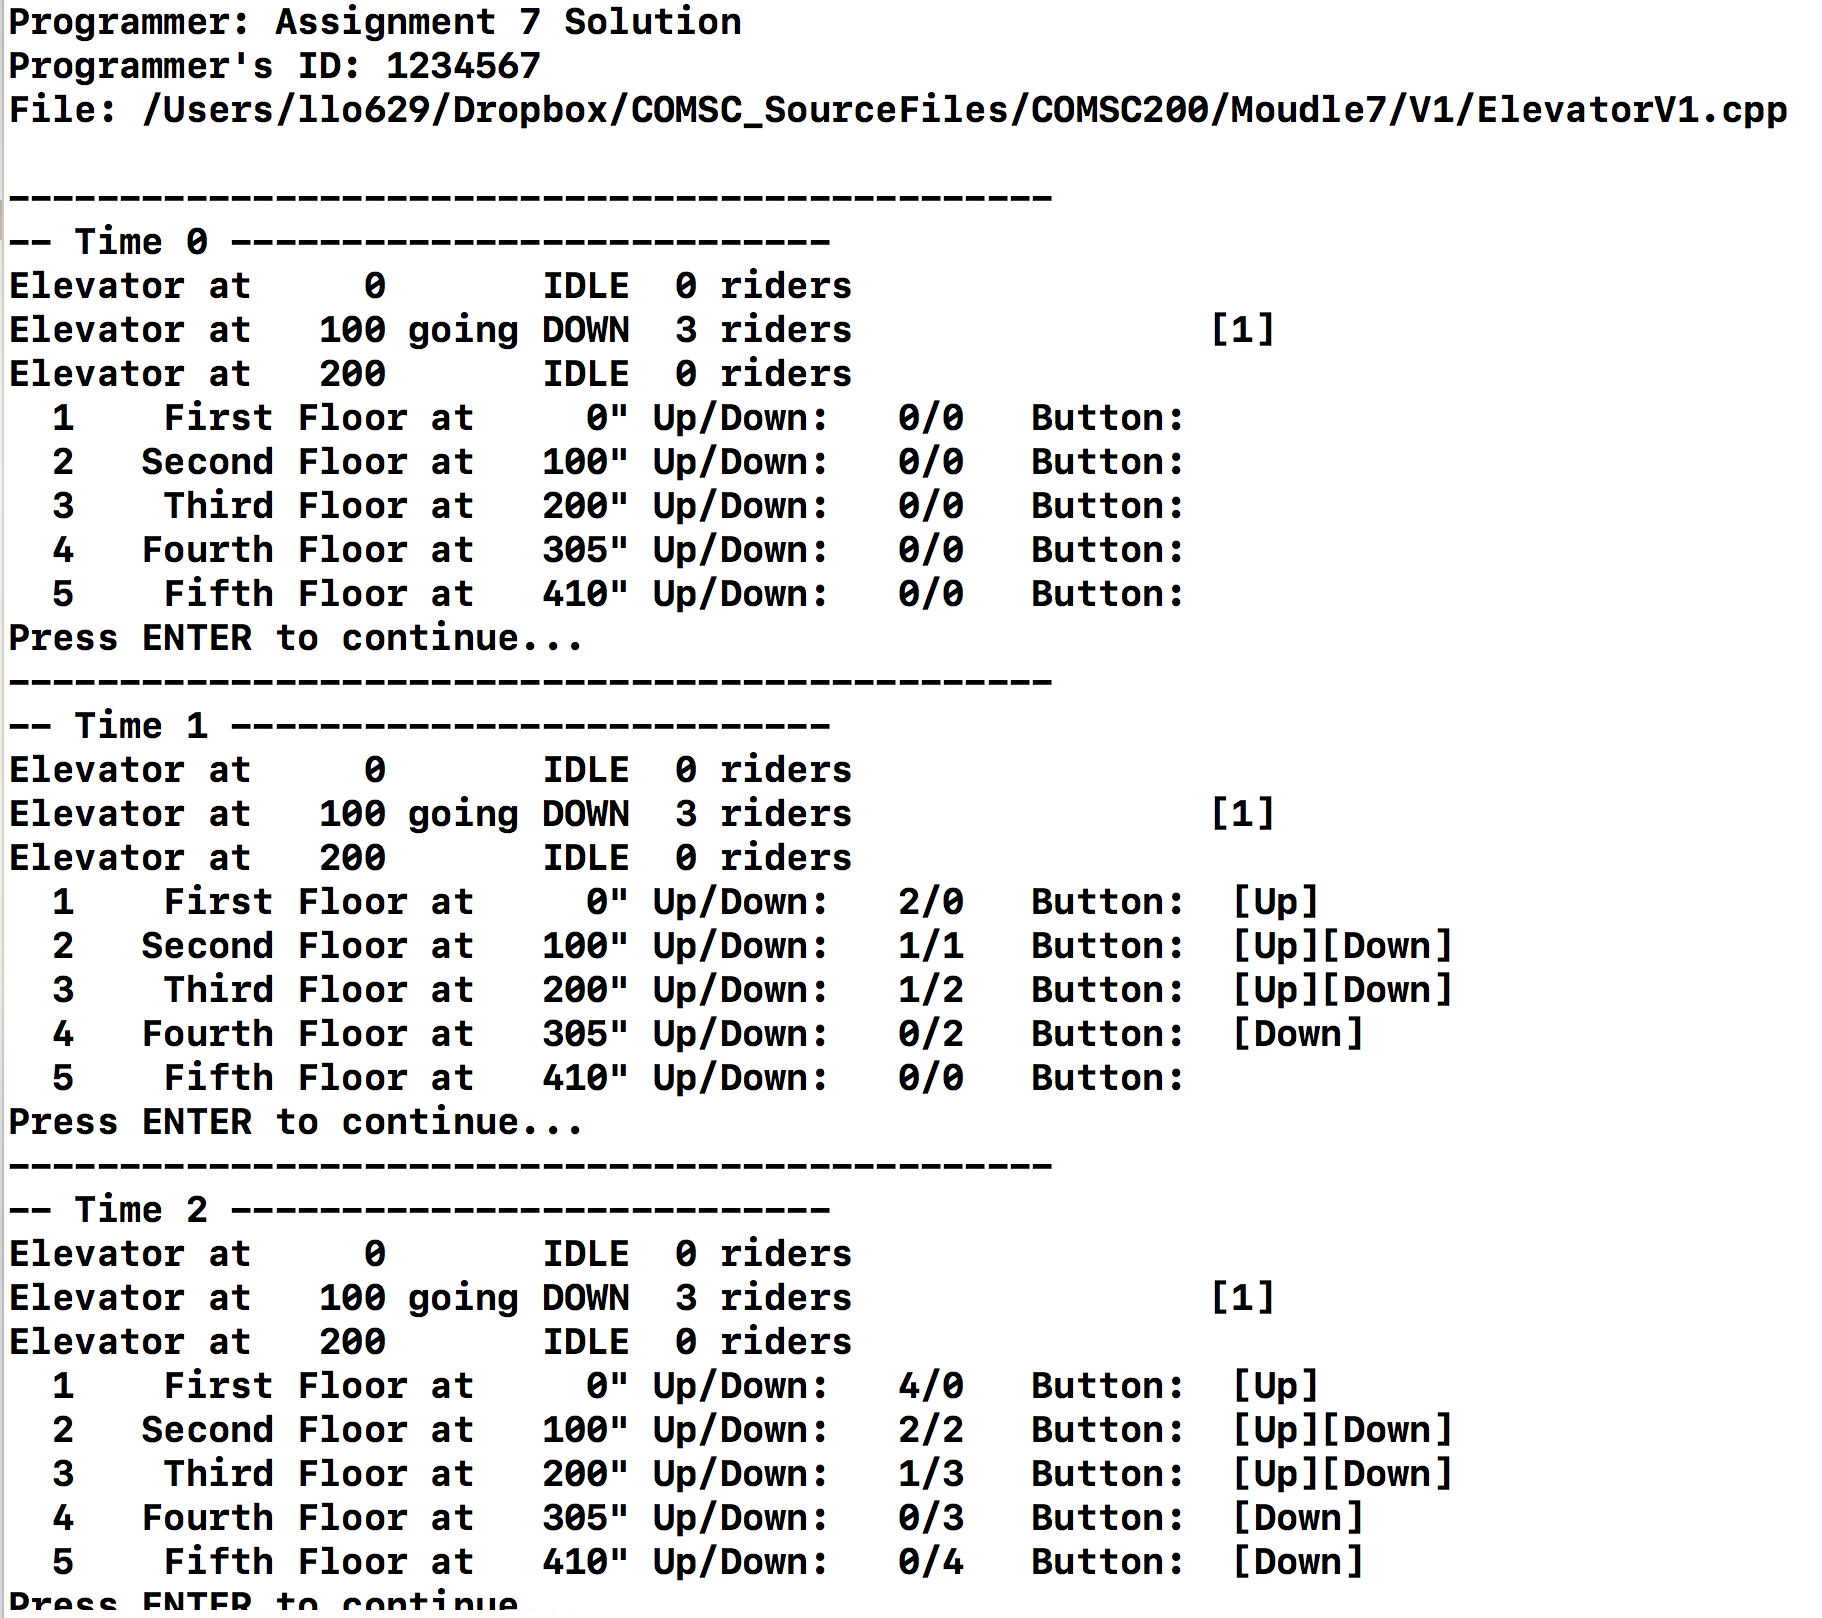 Programmer: Assignment 7 Solution
Programmer's ID: 1234567
File: /Users/llo629/Dropbox/COMSC_SourceFiles/COMSC200/Moudle7/V1/ElevatorV1.cpp

-----------------------------------------------
-- Time 0 ---------------------------
Elevator at     0       IDLE  0 riders
Elevator at   100 going DOWN  3 riders                [1]
Elevator at   200       IDLE  0 riders
  1    First Floor at     0" Up/Down:   0/0   Button:
  2   Second Floor at   100" Up/Down:   0/0   Button:
  3    Third Floor at   200" Up/Down:   0/0   Button:
  4   Fourth Floor at   305" Up/Down:   0/0   Button:
  5    Fifth Floor at   410" Up/Down:   0/0   Button:
Press ENTER to continue...
-----------------------------------------------
-- Time 1 ---------------------------
Elevator at     0       IDLE  0 riders
Elevator at   100 going DOWN  3 riders                [1]
Elevator at   200       IDLE  0 riders
  1    First Floor at     0" Up/Down:   2/0   Button:  [Up]
  2   Second Floor at   100" Up/Down:   1/1   Button:  [Up][Down]
  3    Third Floor at   200" Up/Down:   1/2   Button:  [Up][Down]
  4   Fourth Floor at   305" Up/Down:   0/2   Button:  [Down]
  5    Fifth Floor at   410" Up/Down:   0/0   Button:
Press ENTER to continue...
-----------------------------------------------
-- Time 2 ---------------------------
Elevator at     0       IDLE  0 riders
Elevator at   100 going DOWN  3 riders                [1]
Elevator at   200       IDLE  0 riders
  1    First Floor at     0" Up/Down:   4/0   Button:  [Up]
  2   Second Floor at   100" Up/Down:   2/2   Button:  [Up][Down]
  3    Third Floor at   200" Up/Down:   1/3   Button:  [Up][Down]
  4   Fourth Floor at   305" Up/Down:   0/3   Button:  [Down]
  5    Fifth Floor at   410" Up/Down:   0/4   Button:  [Down]
Press ENTER to continue...